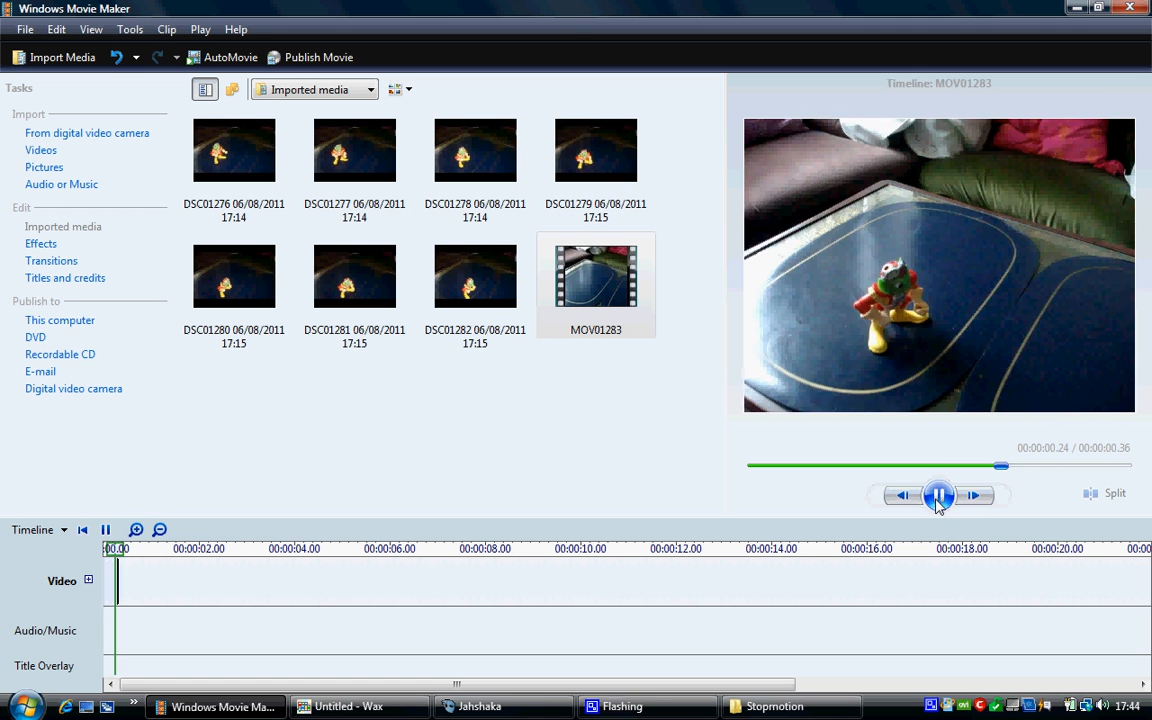 Windows Movie Maker
File Edit View Tools Clip Play Help
Import Media AutoMovie Publish Movie
Tasks
Import
From digital video camera
Videos
Pictures
Audio or Music
Edit
Imported media
Effects
Transitions
Titles and credits
Publish to
This computer
DVD
Recordable CD
E-mail
Digital video camera
Imported media
DSC01276 06/08/2011
17:14
DSC01277 06/08/2011
17:14
DSC01278 06/08/2011
17:14
DSC01279 06/08/2011
17:15
DSC01280 06/08/2011
17:15
DSC01281 06/08/2011
17:15
DSC01282 06/08/2011
17:15
MOV01283
Timeline: MOV01283
00:00:00.24 / 00:00:00.36
Split
Timeline
:00.00 00:00:02.00 00:00:04.00 00:00:06.00 00:00:08.00 00:00:10.00 00:00:12.00 00:00:14.00 00:00:16.00 00:00:18.00 00:00:20.00 00:00
Video
Audio/Music
Title Overlay
Windows Movie Ma... Untitled - Wax Jahshaka Flashing Stopmotion 17:44